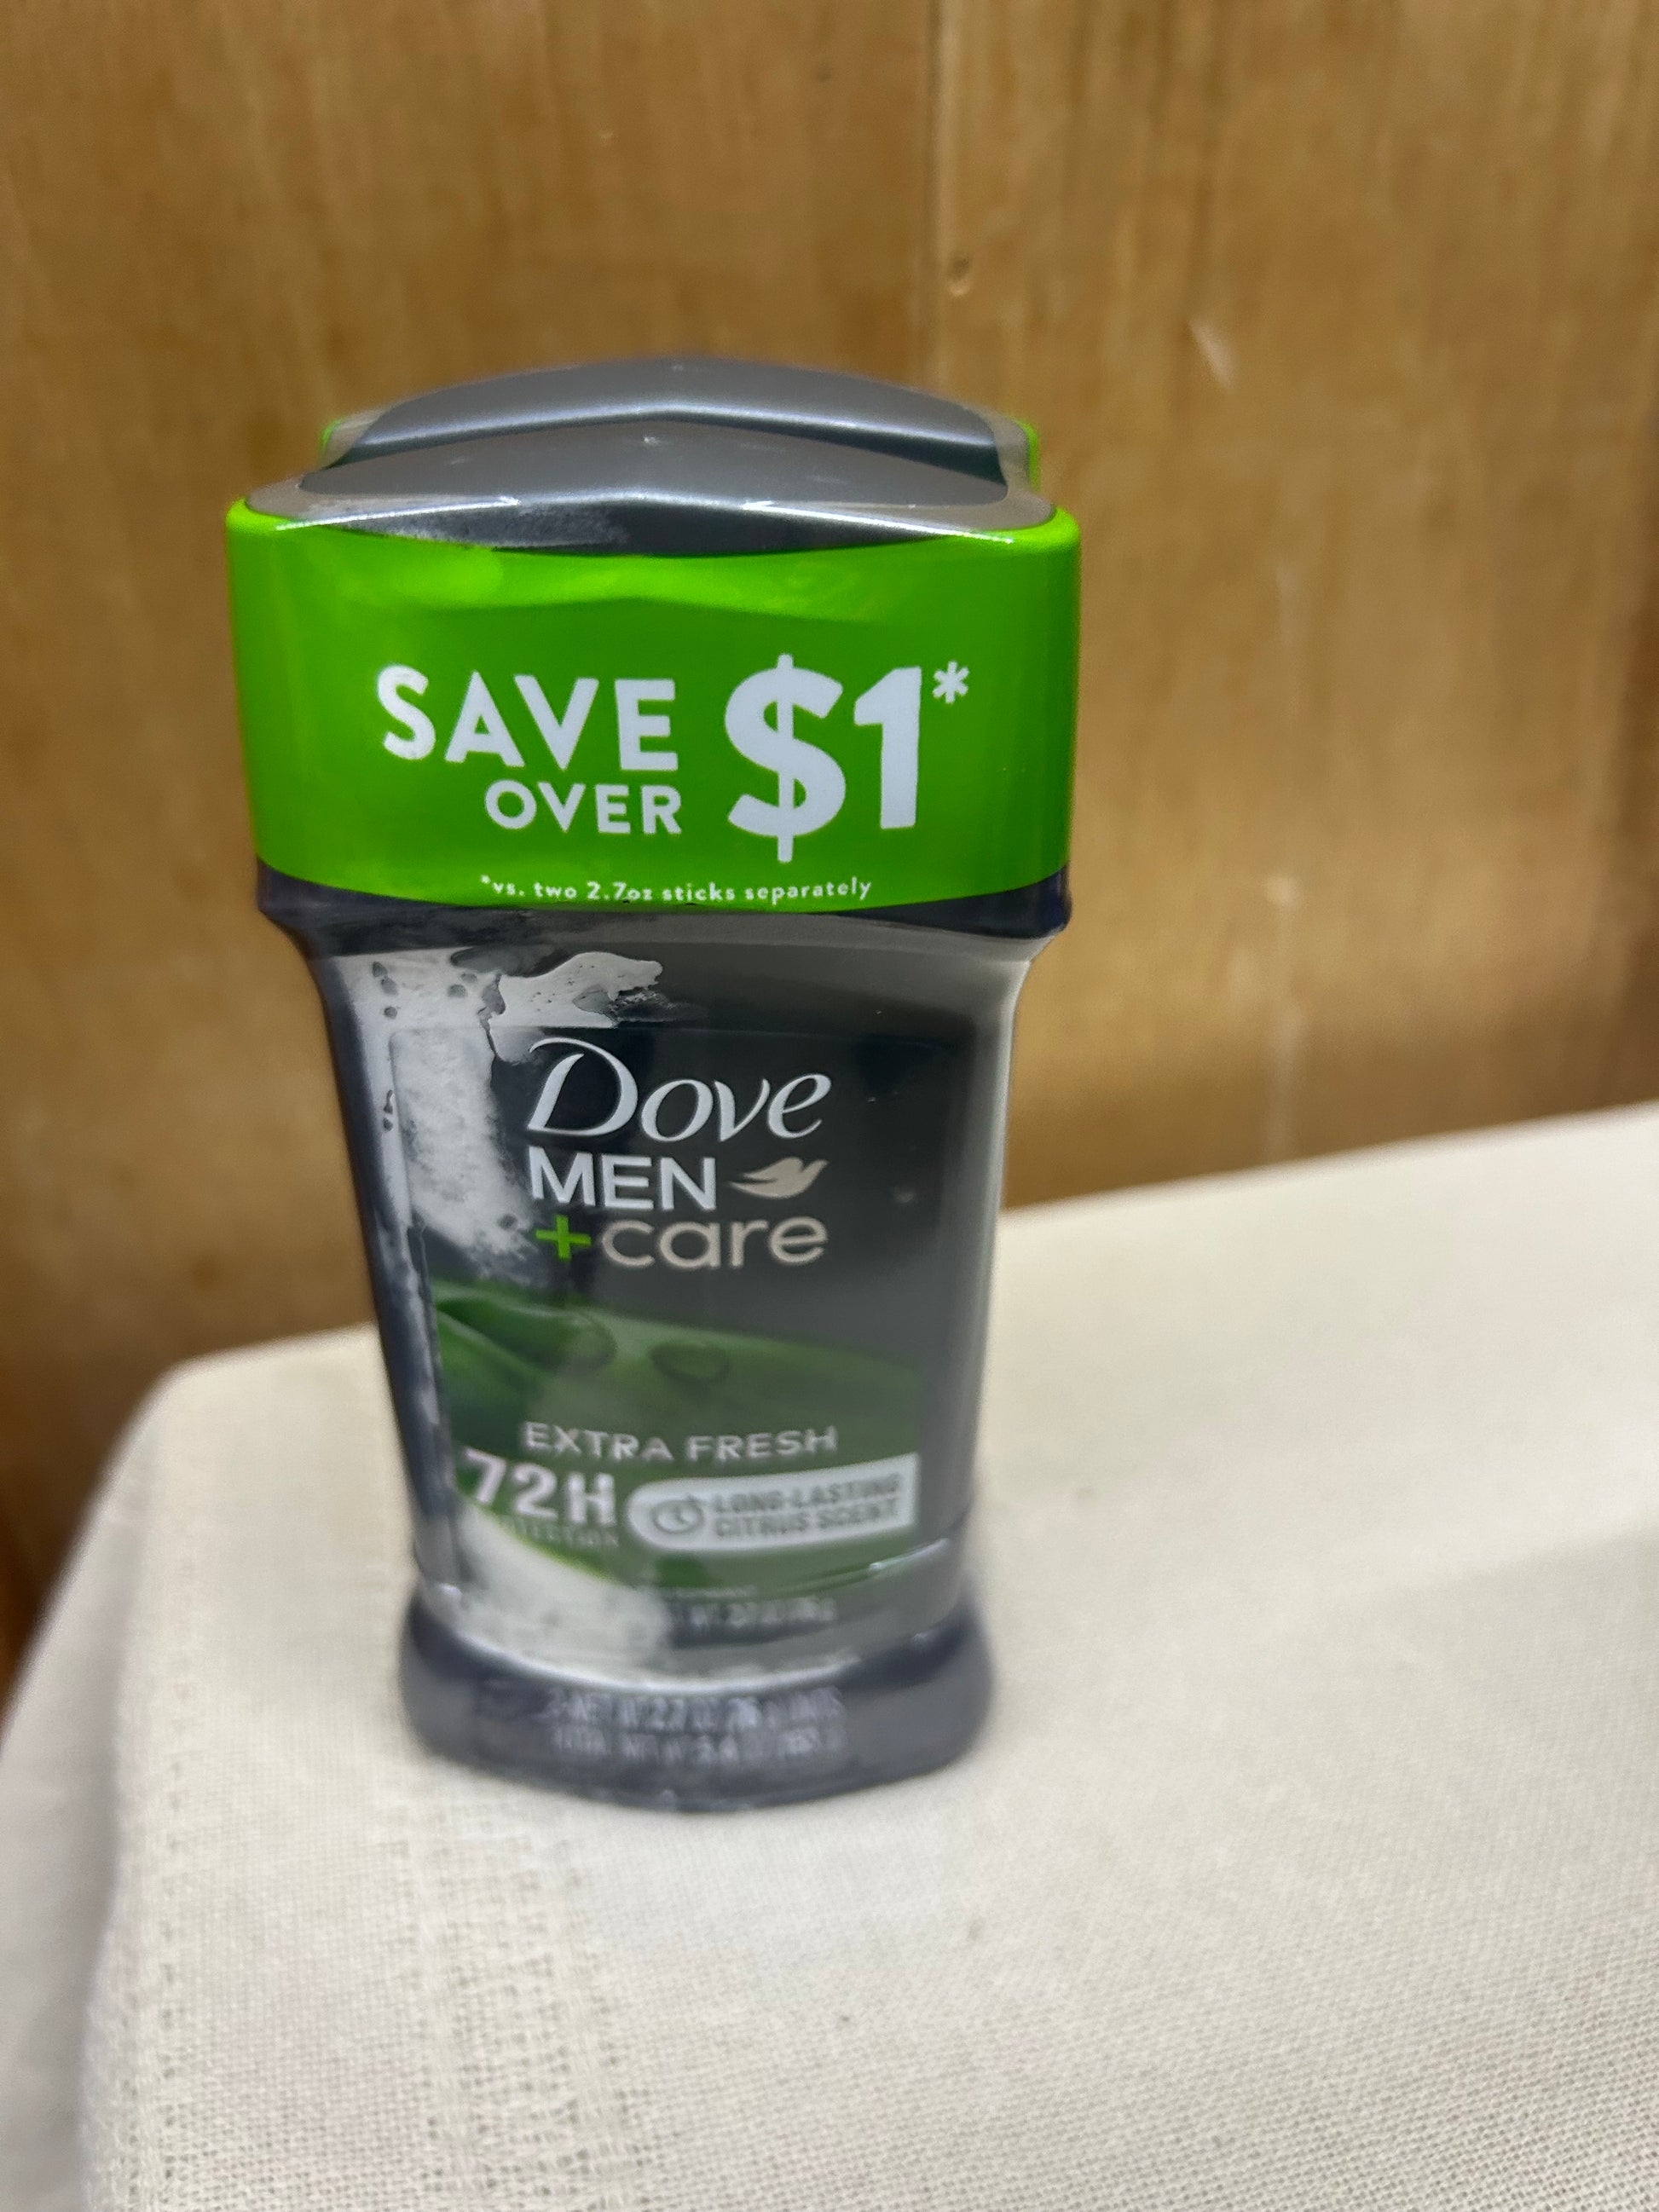 SAVE
OVER $1*
*vs. two 2.7oz sticks separately
Dove
MEN
+care
EXTRA FRESH
72H
LONG-LASTING
CITRUS SCENT